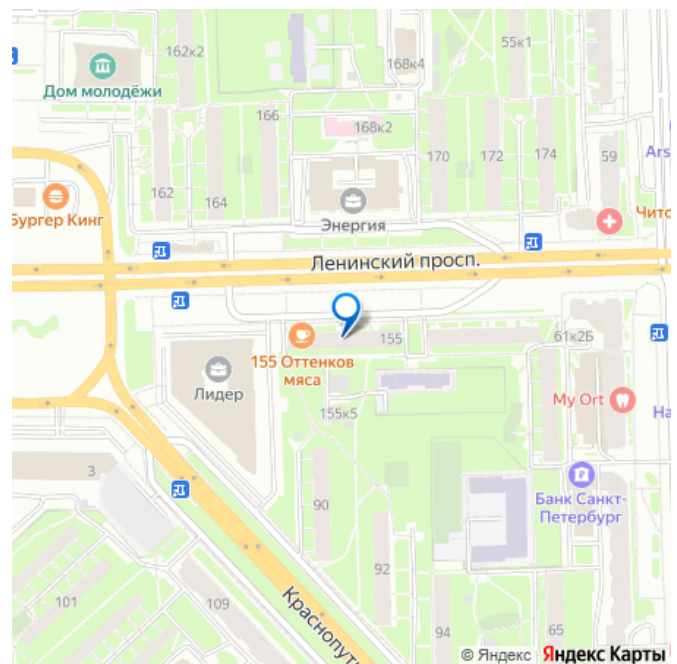 162к2
55к1
168к4
Дом молодёжи
166
168к2
170
172
174
59
Ars
162
164
Бургер Кинг
Энергия
Чито
Ленинский просп.
155
61к2Б
155 Оттенков
мяса
Лидер
155к5
My Ort
На
3
90
Банк Санкт-
Петербург
92
101
109
Краснопут
94
65
© Яндекс Яндекс Карты